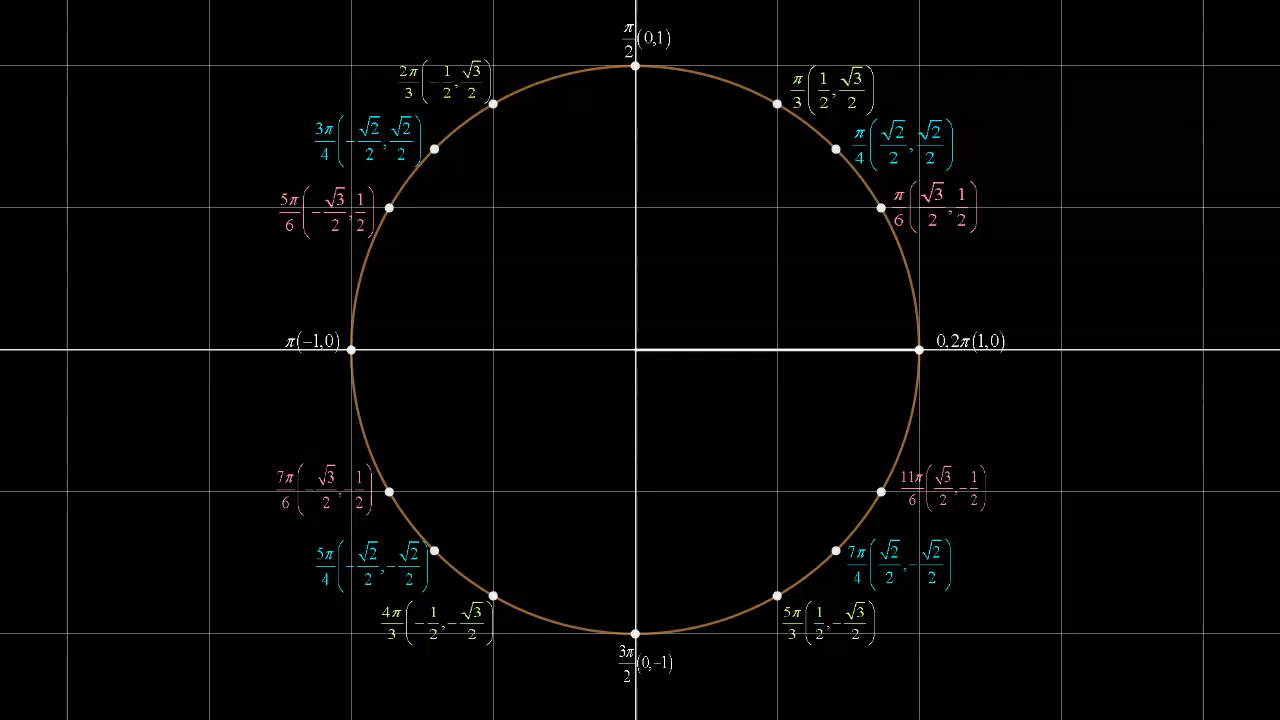 π/2 (0,1)
2π/3 (−1/2, √3/2)
π/3 (1/2, √3/2)
3π/4 (−√2/2, √2/2)
π/4 (√2/2, √2/2)
5π/6 (−√3/2, 1/2)
π/6 (√3/2, 1/2)
π(−1,0)
0,2π(1,0)
7π/6 (−√3/2, −1/2)
11π/6 (√3/2, −1/2)
5π/4 (−√2/2, −√2/2)
7π/4 (√2/2, −√2/2)
4π/3 (−1/2, −√3/2)
5π/3 (1/2, −√3/2)
3π/2 (0,−1)